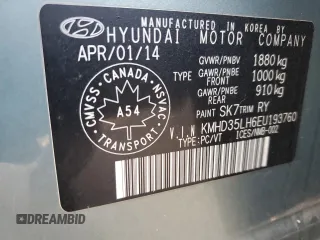 MANUFACTURED IN KOREA BY
HYUNDAI MOTOR COMPANY
APR/01/14
GVWR/PNBV 1880 kg
TYPE GAWR/PNBE FRONT 1000 kg
GAWR/PNBE REAR 910 kg
PAINT SK7 TRIM RY
V.I.N KMHD35LH6EU193760
TYPE:PC/VT ICES/NMB-002
CANADA
CMVSS NSVAC
A54
TRANSPORT
BIDHISTORY